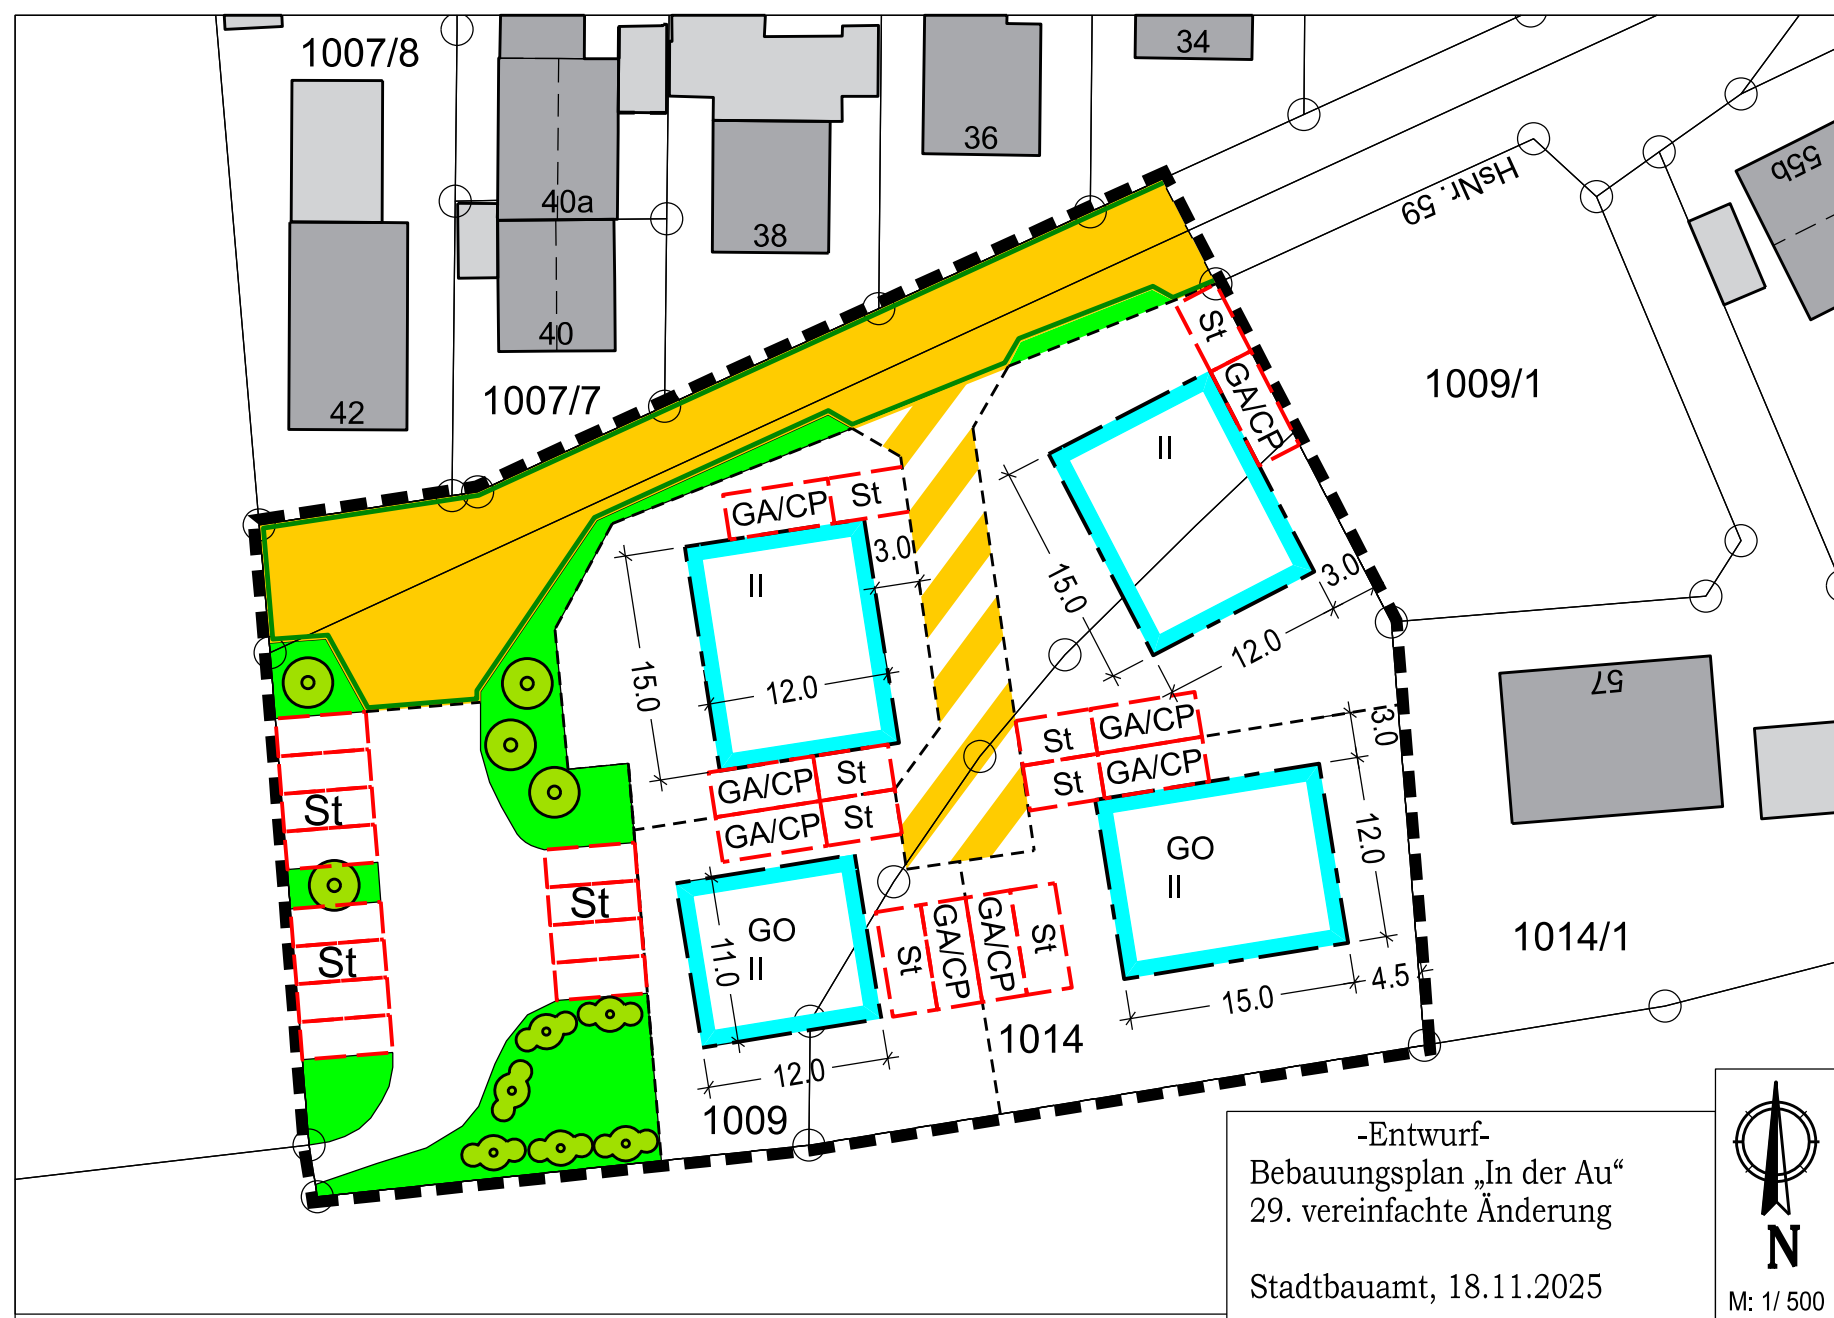 1007/8
34
36
40a
38
55b
HsNr. 59
40
42
1007/7
1009/1
St
GA/CP
II
GA/CP
St
3.0
II
15.0
15.0
12.0
3.0
12.0
57
St
GA/CP
3.0
St
GA/CP
GA/CP
St
GA/CP
St
St
St
GO
II
12.0
GO
II
11.0
St
GA/CP
GA/CP
St
St
1014/1
4.5
15.0
1014
12.0
1009
-Entwurf-
Bebauungsplan „In der Au“
29. vereinfachte Änderung
Stadtbauamt, 18.11.2025
N
M: 1/ 500